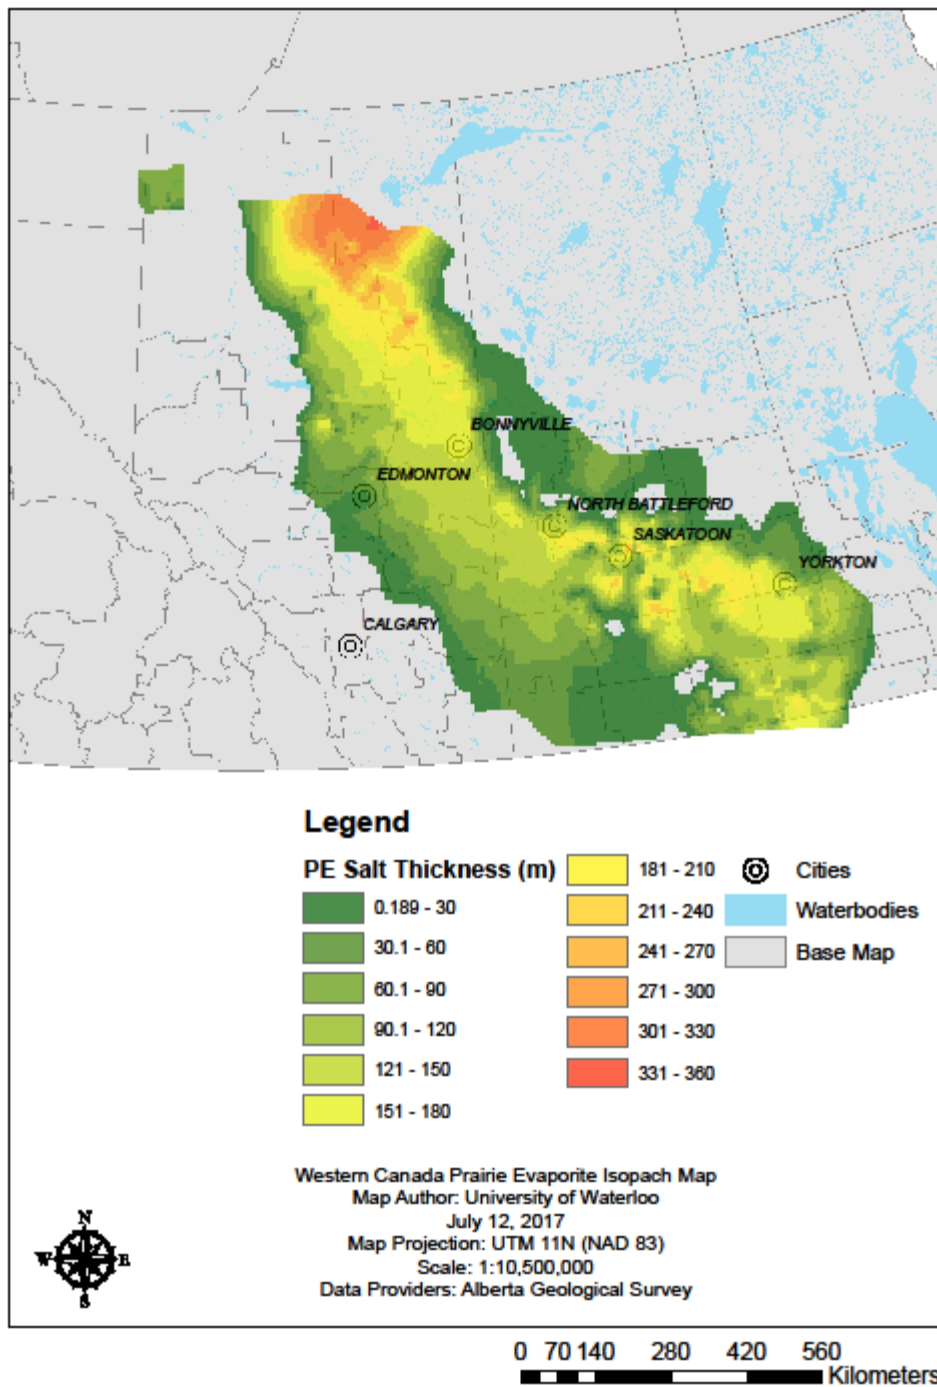 BONNYVILLE
EDMONTON
NORTH BATTLEFORD
SASKATOON
YORKTON
CALGARY
Legend
PE Salt Thickness (m)
0.189 - 30
30.1 - 60
60.1 - 90
90.1 - 120
121 - 150
151 - 180
181 - 210
211 - 240
241 - 270
271 - 300
301 - 330
331 - 360
Cities
Waterbodies
Base Map
Western Canada Prairie Evaporite Isopach Map
Map Author: University of Waterloo
July 12, 2017
Map Projection: UTM 11N (NAD 83)
Scale: 1:10,500,000
Data Providers: Alberta Geological Survey
N
W E
S
0 70 140 280 420 560
Kilometers